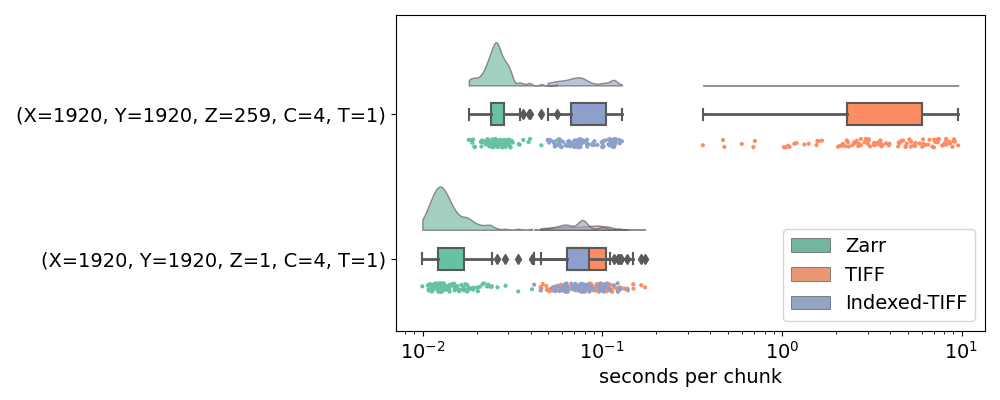 (X=1920, Y=1920, Z=259, C=4, T=1)
(X=1920, Y=1920, Z=1, C=4, T=1)
Zarr
TIFF
Indexed-TIFF
10⁻² 10⁻¹ 10⁰ 10¹
seconds per chunk